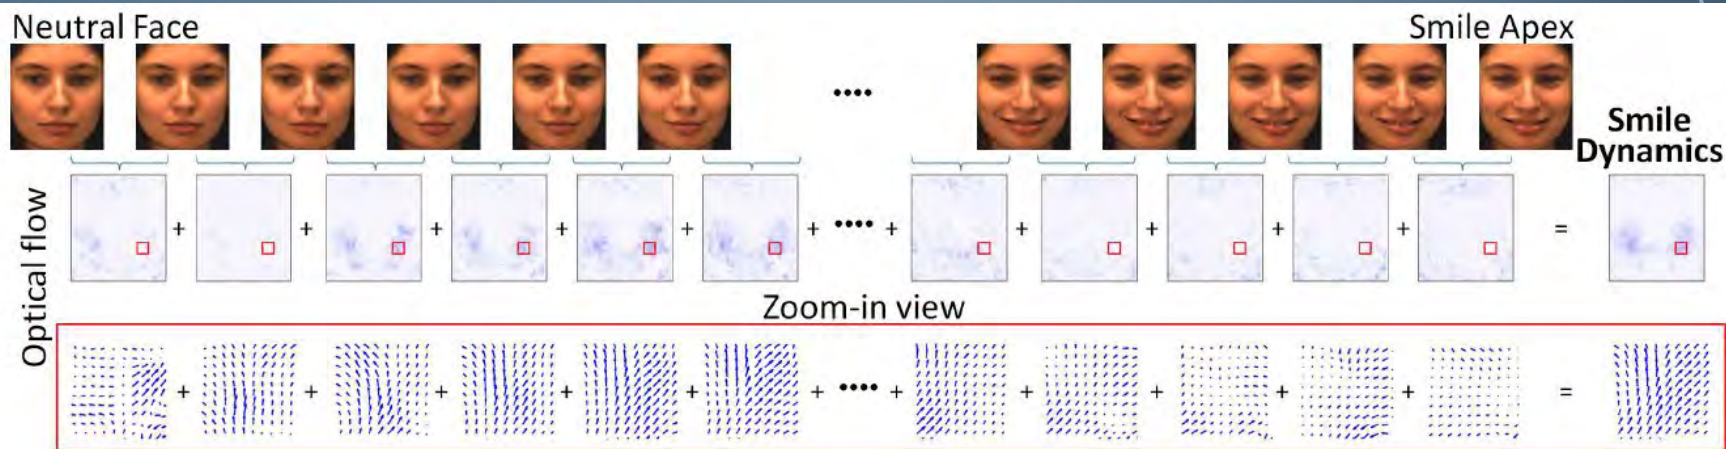 Neutral Face
Smile Apex
Smile
Dynamics
Optical flow
+ + + + + + •••• + + + + + =
Zoom-in view
+ + + + + + •••• + + + + + =